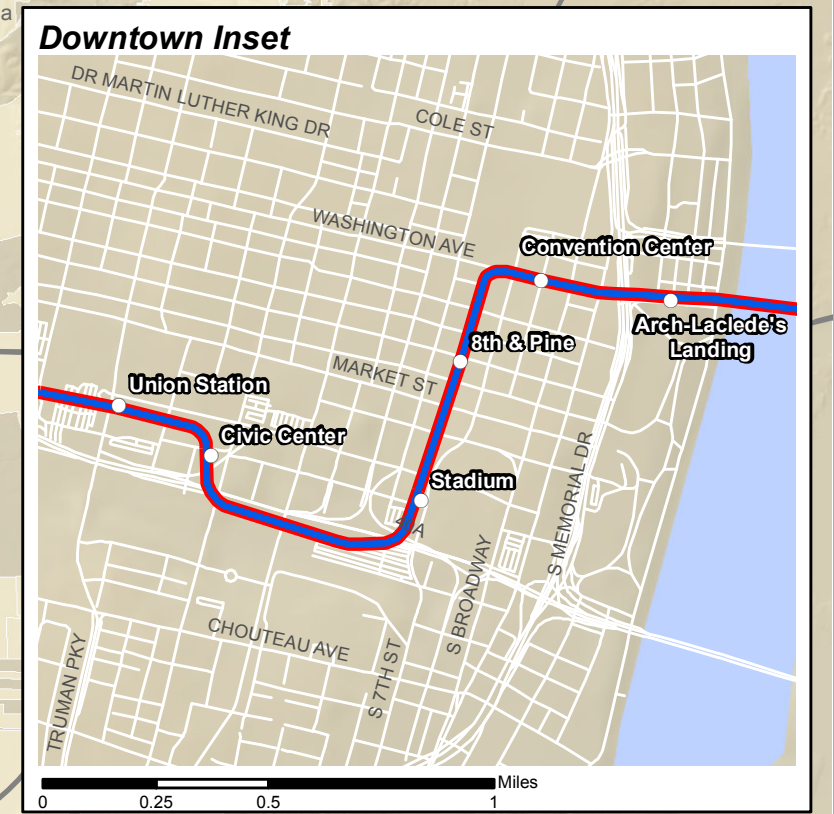 a
Downtown Inset
DR MARTIN LUTHER KING DR
COLE ST
WASHINGTON AVE
Convention Center
Arch-Laclede's
Landing
8th & Pine
MARKET ST
Union Station
Civic Center
Stadium
S MEMORIAL DR
S BROADWAY
CHOUTEAU AVE
S 7TH ST
TRUMAN PKY
Miles
0
0.25
0.5
1